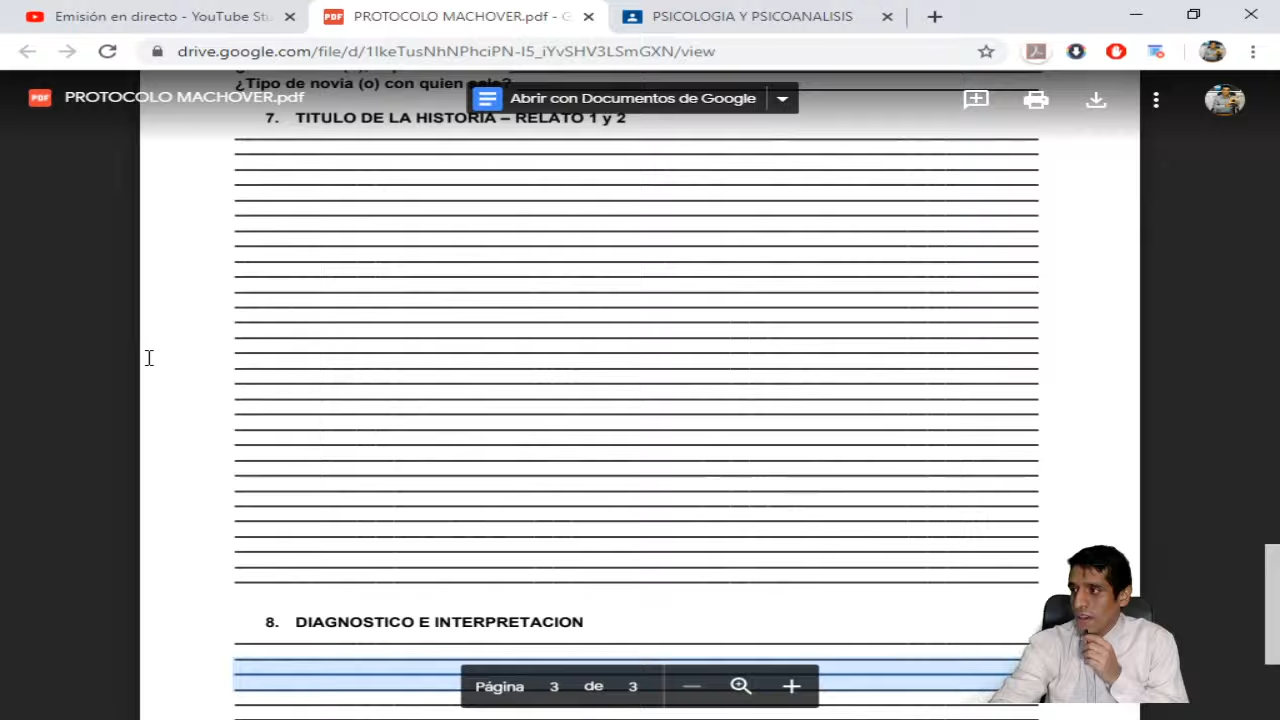 Emisión en directo - YouTube Stu
PROTOCOLO MACHOVER.pdf - G
PSICOLOGIA Y PSICOANALISIS
drive.google.com/file/d/1lkeTusNhNPhciPN-I5_iYvSHV3LSmGXN/view
¿Tipo de novia (o) con quien sale?
PDF PROTOCOLO MACHOVER.pdf
Abrir con Documentos de Google
7. TITULO DE LA HISTORIA – RELATO 1 y 2
8. DIAGNOSTICO E INTERPRETACION
Página 3 de 3